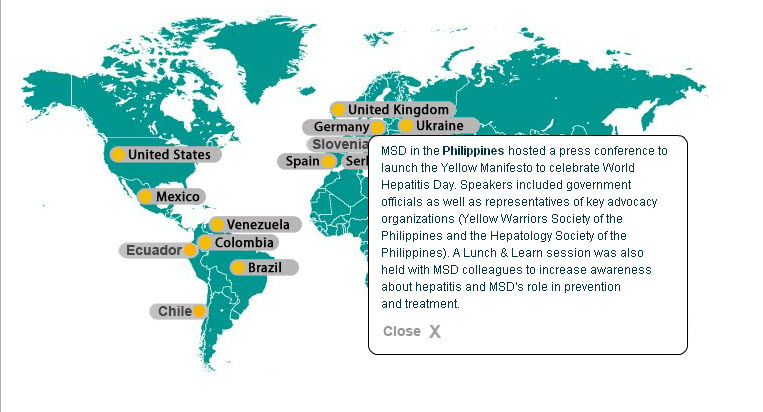 United Kingdom
Germany
Ukraine
Slovenia
United States
Spain
Mexico
Venezuela
Colombia
Ecuador
Brazil
Chile
MSD in the Philippines hosted a press conference to
launch the Yellow Manifesto to celebrate World
Hepatitis Day. Speakers included government
officials as well as representatives of key advocacy
organizations (Yellow Warriors Society of the
Philippines and the Hepatology Society of the
Philippines). A Lunch & Learn session was also
held with MSD colleagues to increase awareness
about hepatitis and MSD's role in prevention
and treatment.
Close X